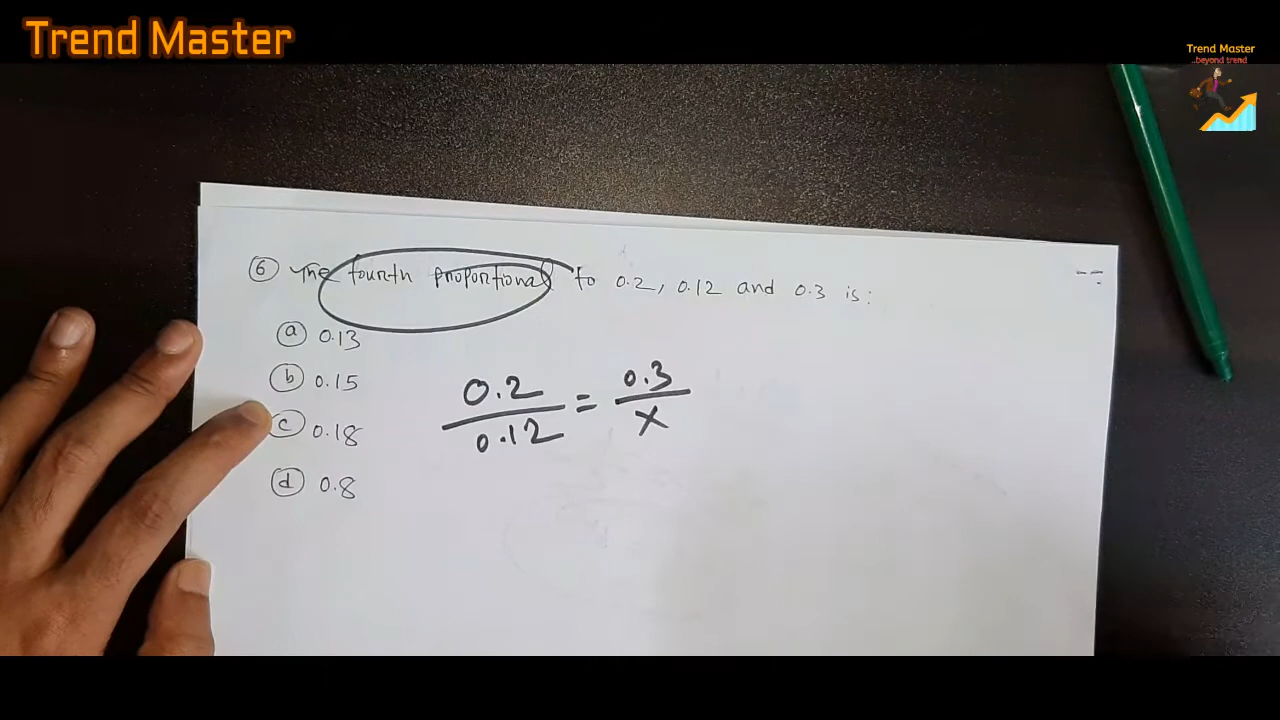 Trend Master
Trend Master
..beyond trend
6 The fourth proportional to 0.2, 0.12 and 0.3 is:
a 0.13
b 0.15
c 0.18
d 0.8
0.2/0.12 = 0.3/x